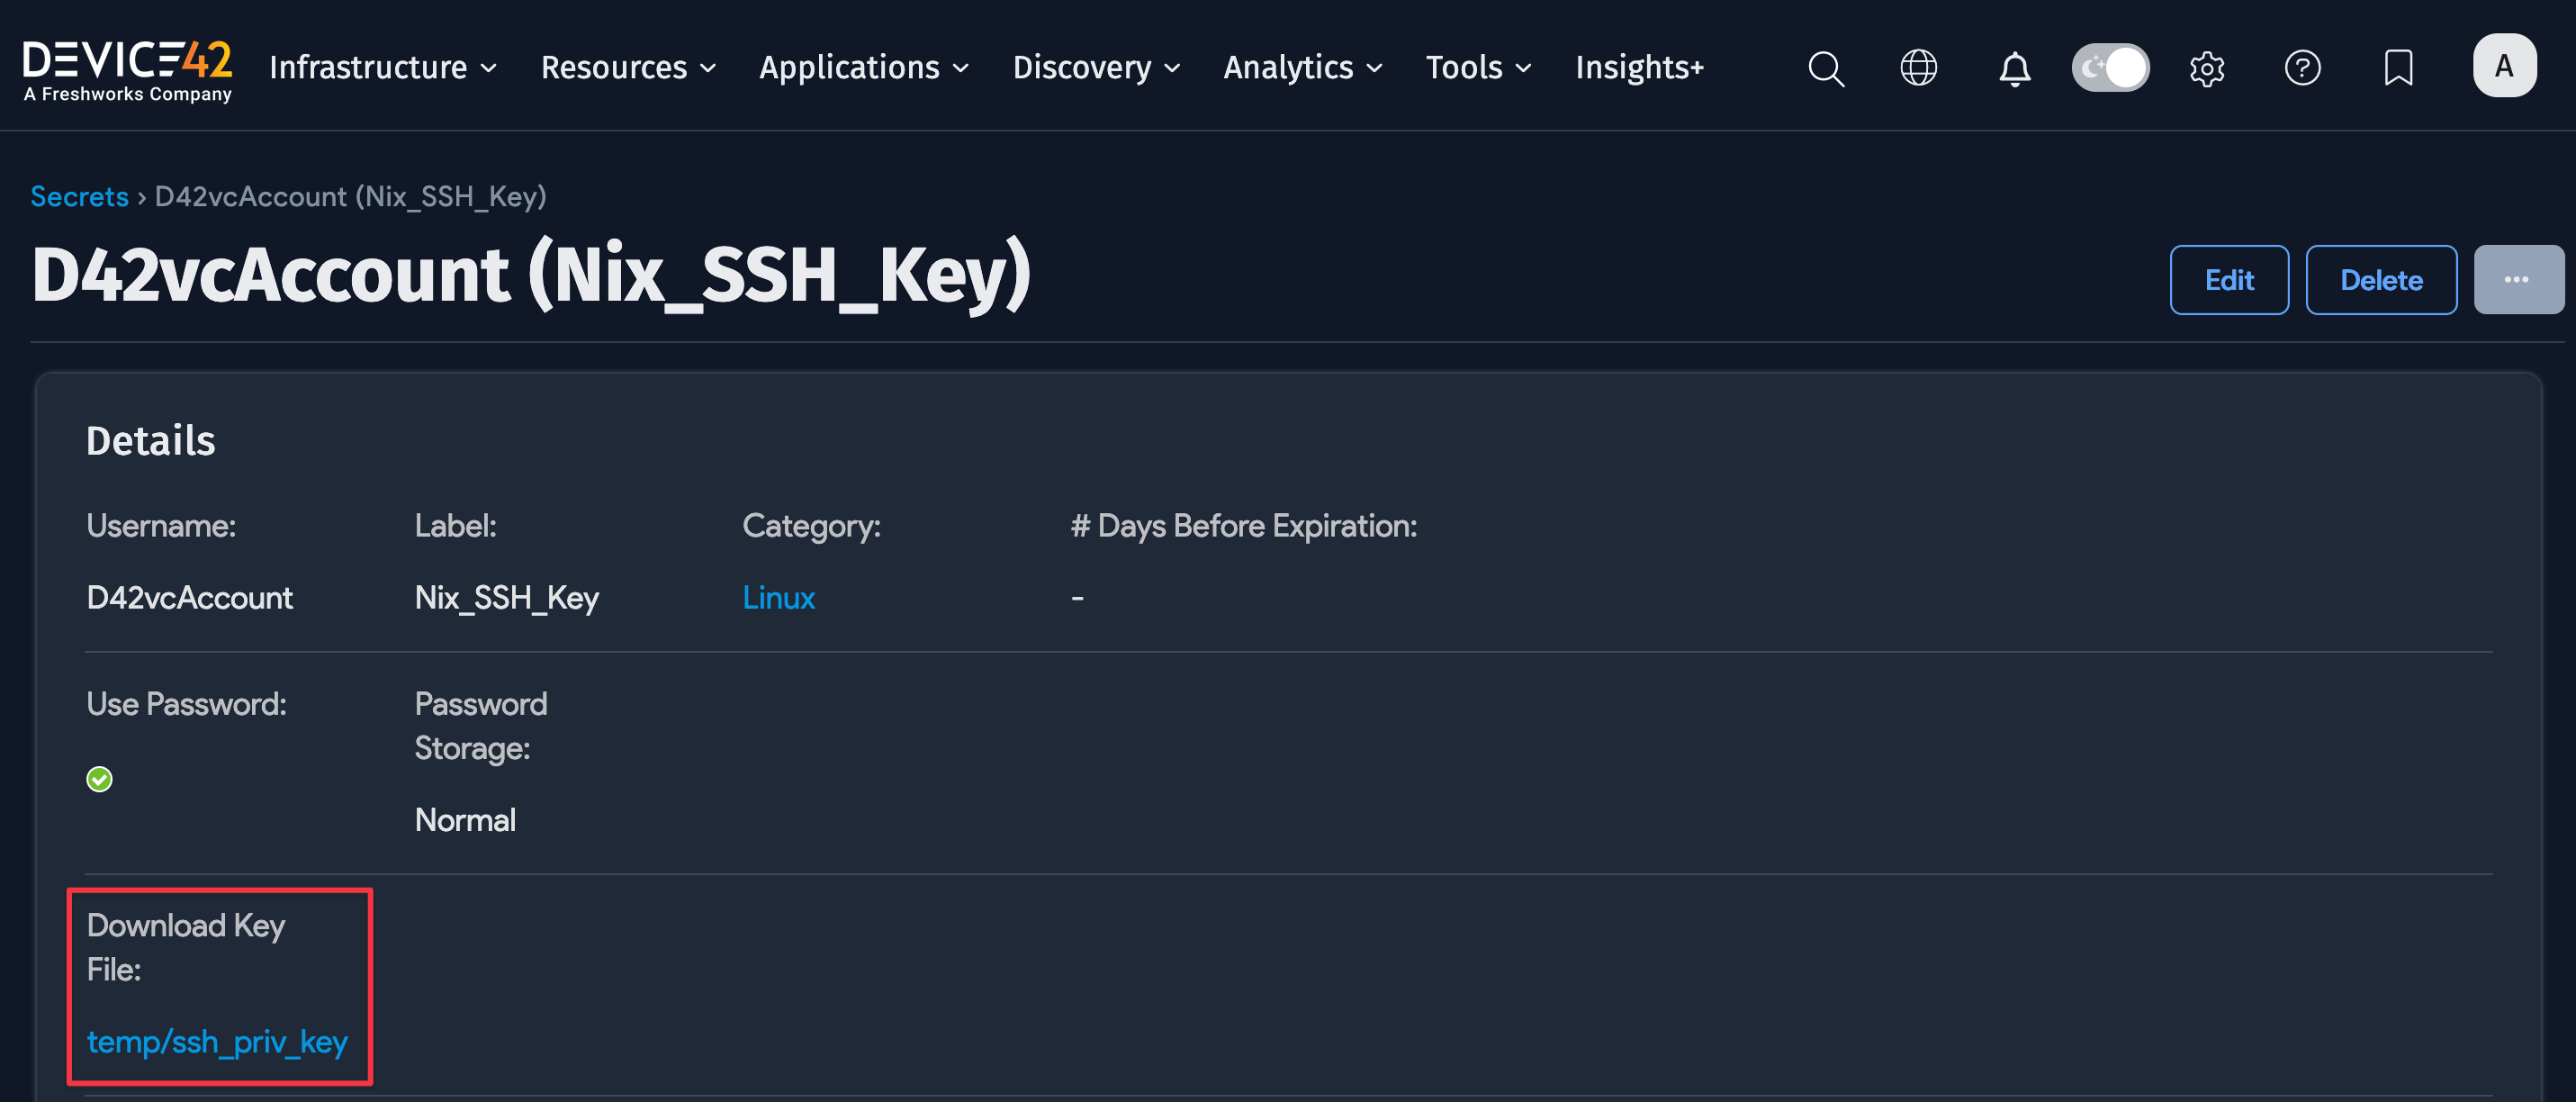 DEVICE42
A Freshworks Company
Infrastructure Resources Applications Discovery Analytics Tools Insights+
A
Secrets › D42vcAccount (Nix_SSH_Key)
D42vcAccount (Nix_SSH_Key)
Edit Delete ...
Details
Username: Label: Category: # Days Before Expiration:
D42vcAccount Nix_SSH_Key Linux -
Use Password: Password
Storage:
Normal
Download Key
File:
temp/ssh_priv_key